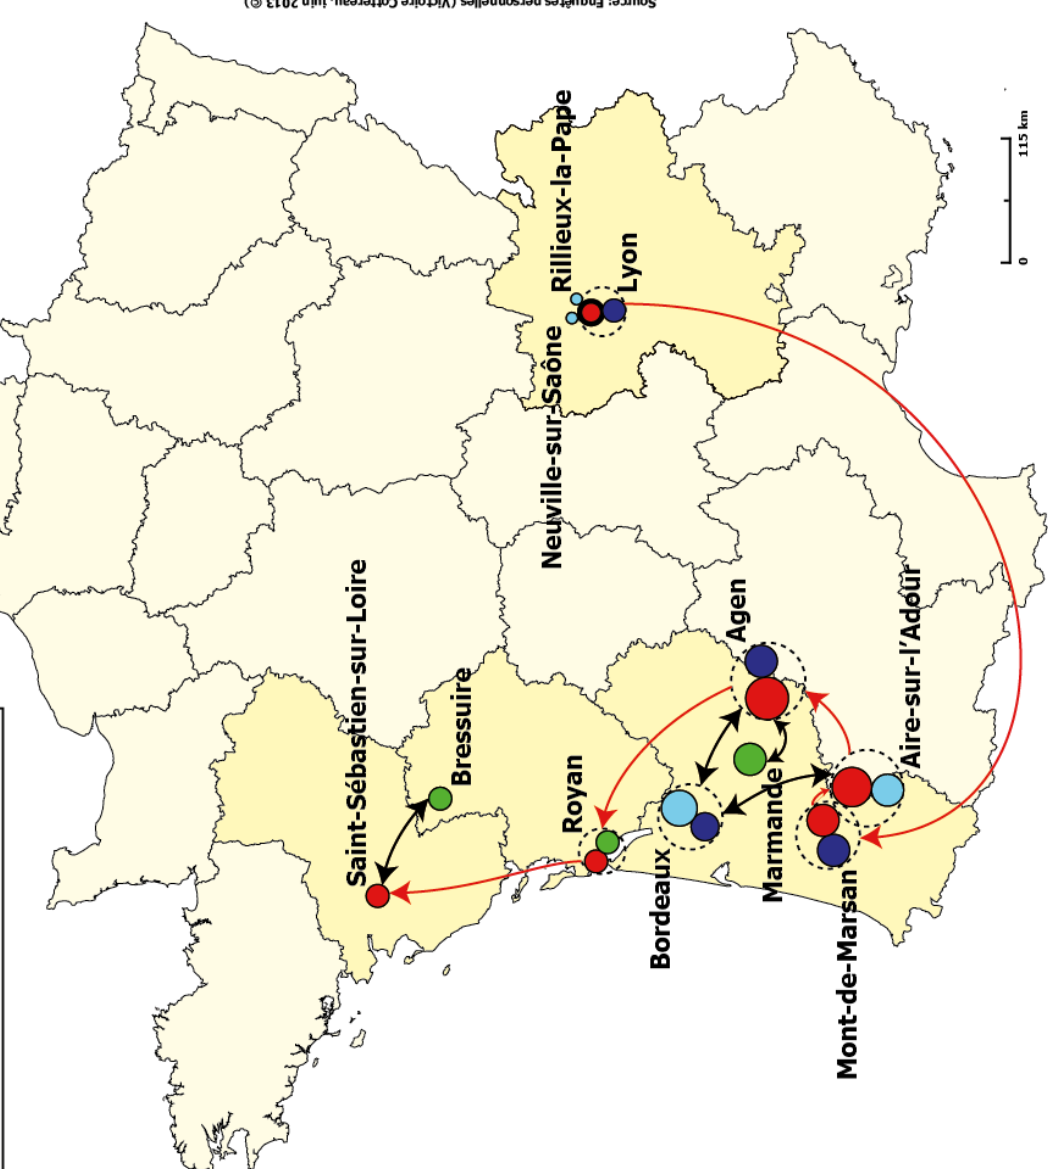 Source: Enquêtes personnelles (Victoire Cottereau, juin 2013 ©)
Saint-Sébastien-sur-Loire
Bressuire
Royan
Bordeaux
Marmande
Agen
Mont-de-Marsan
Aire-sur-l'Adour
Neuville-sur-Saône
Rillieux-la-Pape
Lyon
0 115 km